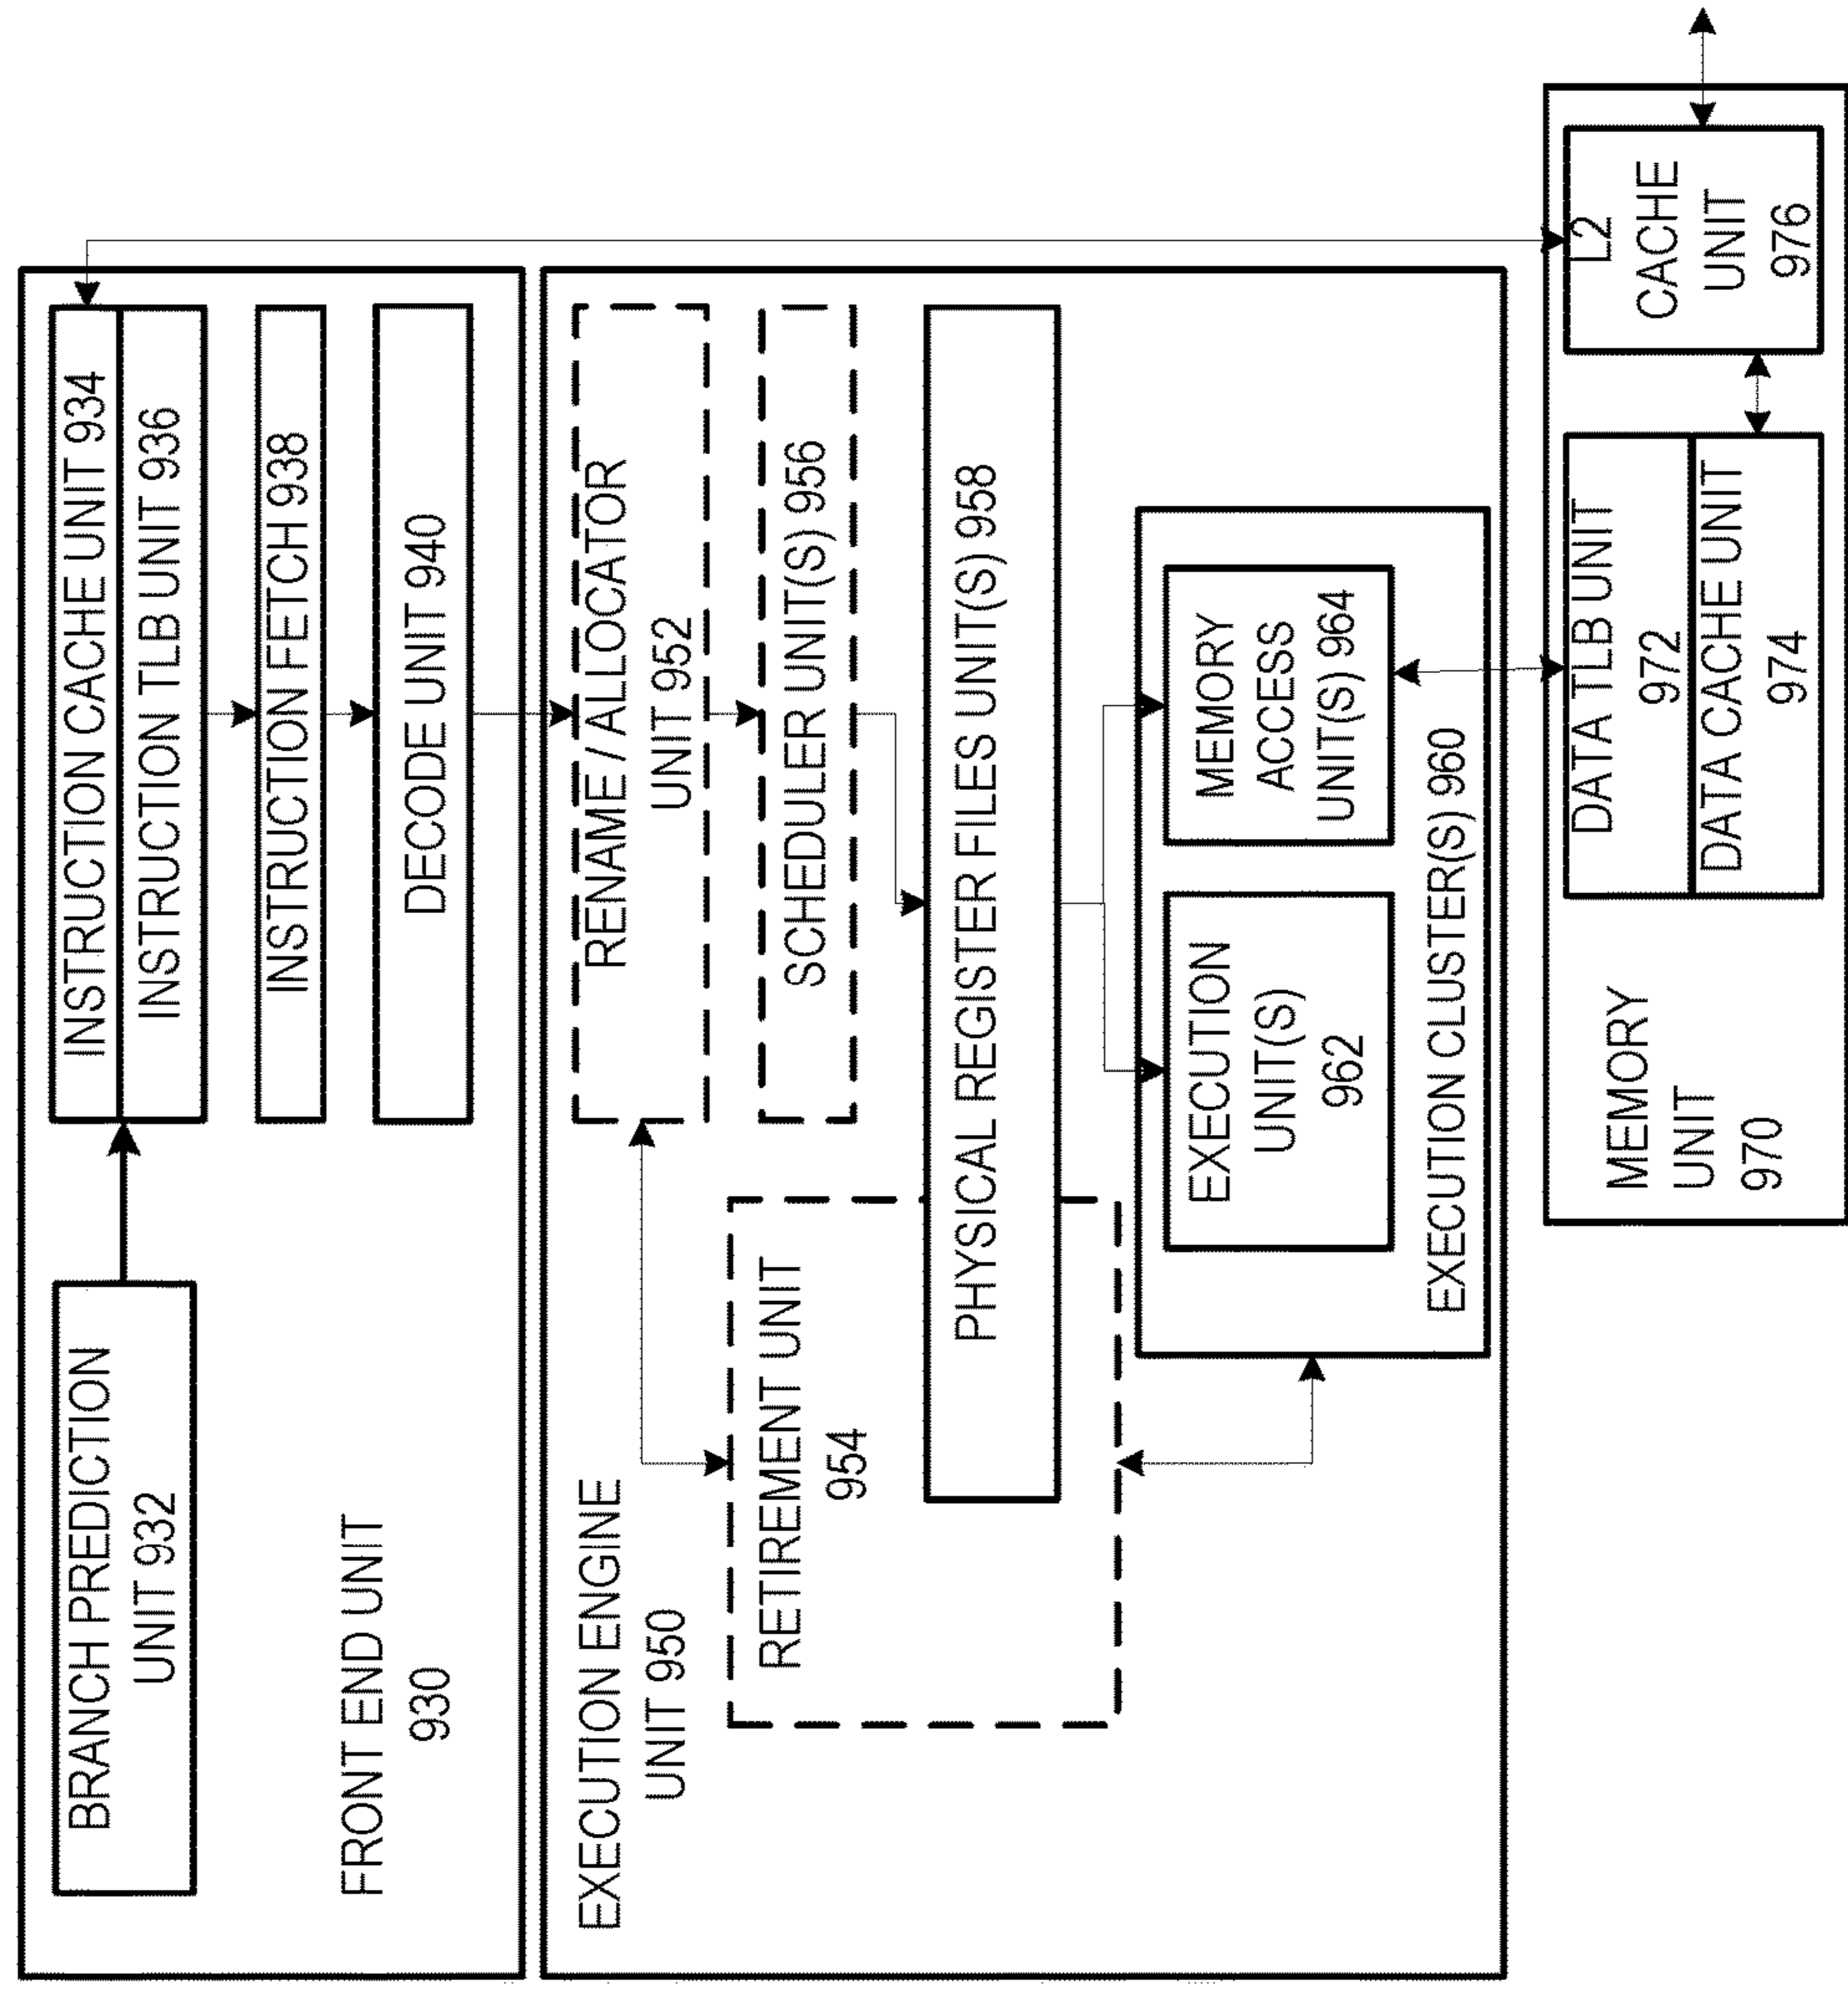 BRANCH PREDICTION
UNIT 932
INSTRUCTION CACHE UNIT 934
INSTRUCTION TLB UNIT 936
INSTRUCTION FETCH 938
DECODE UNIT 940
FRONT END UNIT
930
EXECUTION ENGINE
UNIT 950
RENAME / ALLOCATOR
UNIT 952
RETIREMENT UNIT
954
SCHEDULER UNIT(S) 956
PHYSICAL REGISTER FILES UNIT(S) 958
EXECUTION
UNIT(S)
962
MEMORY
ACCESS
UNIT(S) 964
EXECUTION CLUSTER(S) 960
MEMORY
UNIT
970
DATA TLB UNIT
972
DATA CACHE UNIT
974
L2
CACHE
UNIT
976